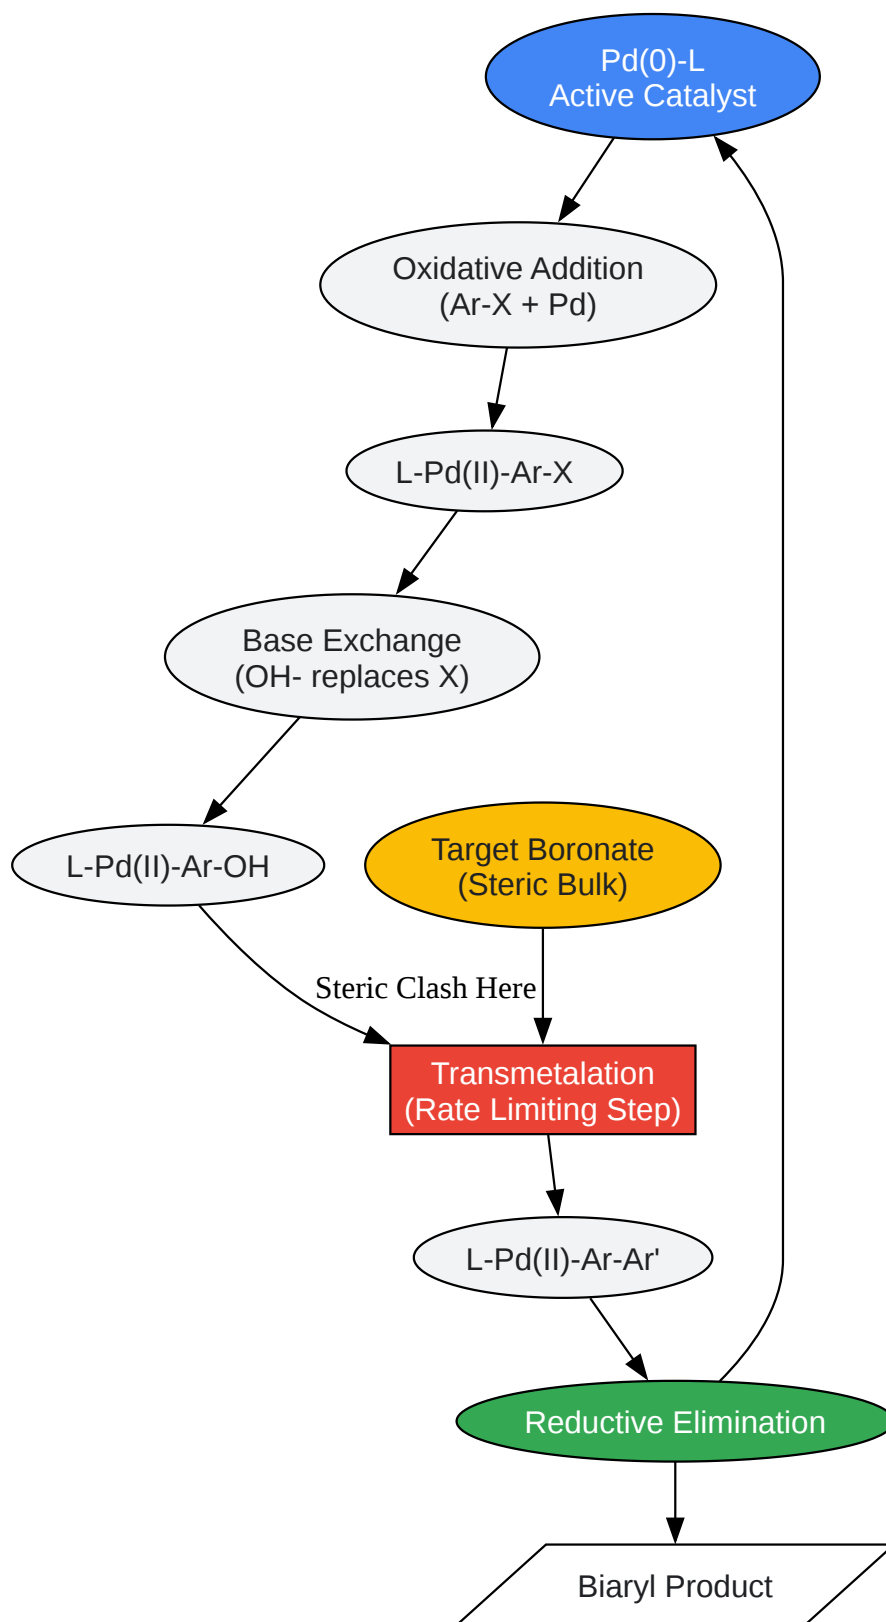 Pd(0)-L
Active Catalyst
Oxidative Addition
(Ar-X + Pd)
L-Pd(II)-Ar-X
Base Exchange
(OH- replaces X)
L-Pd(II)-Ar-OH
Target Boronate
(Steric Bulk)
Steric Clash Here
Transmetalation
(Rate Limiting Step)
L-Pd(II)-Ar-Ar'
Reductive Elimination
Biaryl Product